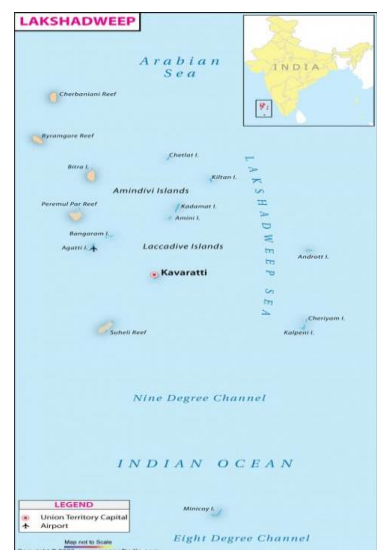 LAKSHADWEEP
Arabian
Sea
INDIA
Cherbaniani Reef
Byramgore Reef
Chetlat I.
Bitra I.
Kiltan I.
Amindivi Islands
Peremul Par Reef
Kadamat I.
Amini I.
Bangaram I.
Agatti I.
Laccadive Islands
LAKSHADWEEP SEA
Andrott I.
Kavaratti
Cheriyam I.
Suheli Reef
Kalpeni I.
Nine Degree Channel
INDIAN OCEAN
LEGEND
Union Territory Capital
Airport
Minicoy I.
Eight Degree Channel
Map not to Scale